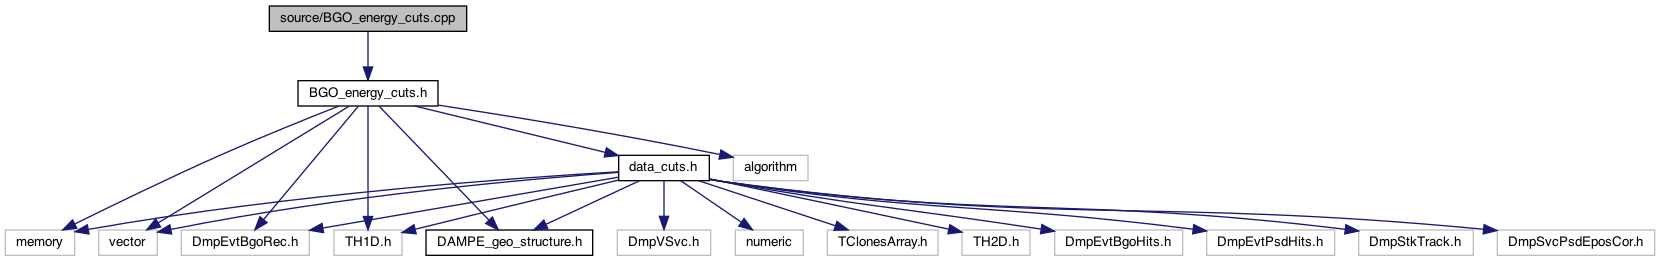 source/BGO_energy_cuts.cpp
BGO_energy_cuts.h
data_cuts.h
algorithm
memory
vector
DmpEvtBgoRec.h
TH1D.h
DAMPE_geo_structure.h
DmpVSvc.h
numeric
TClonesArray.h
TH2D.h
DmpEvtBgoHits.h
DmpEvtPsdHits.h
DmpStkTrack.h
DmpSvcPsdEposCor.h